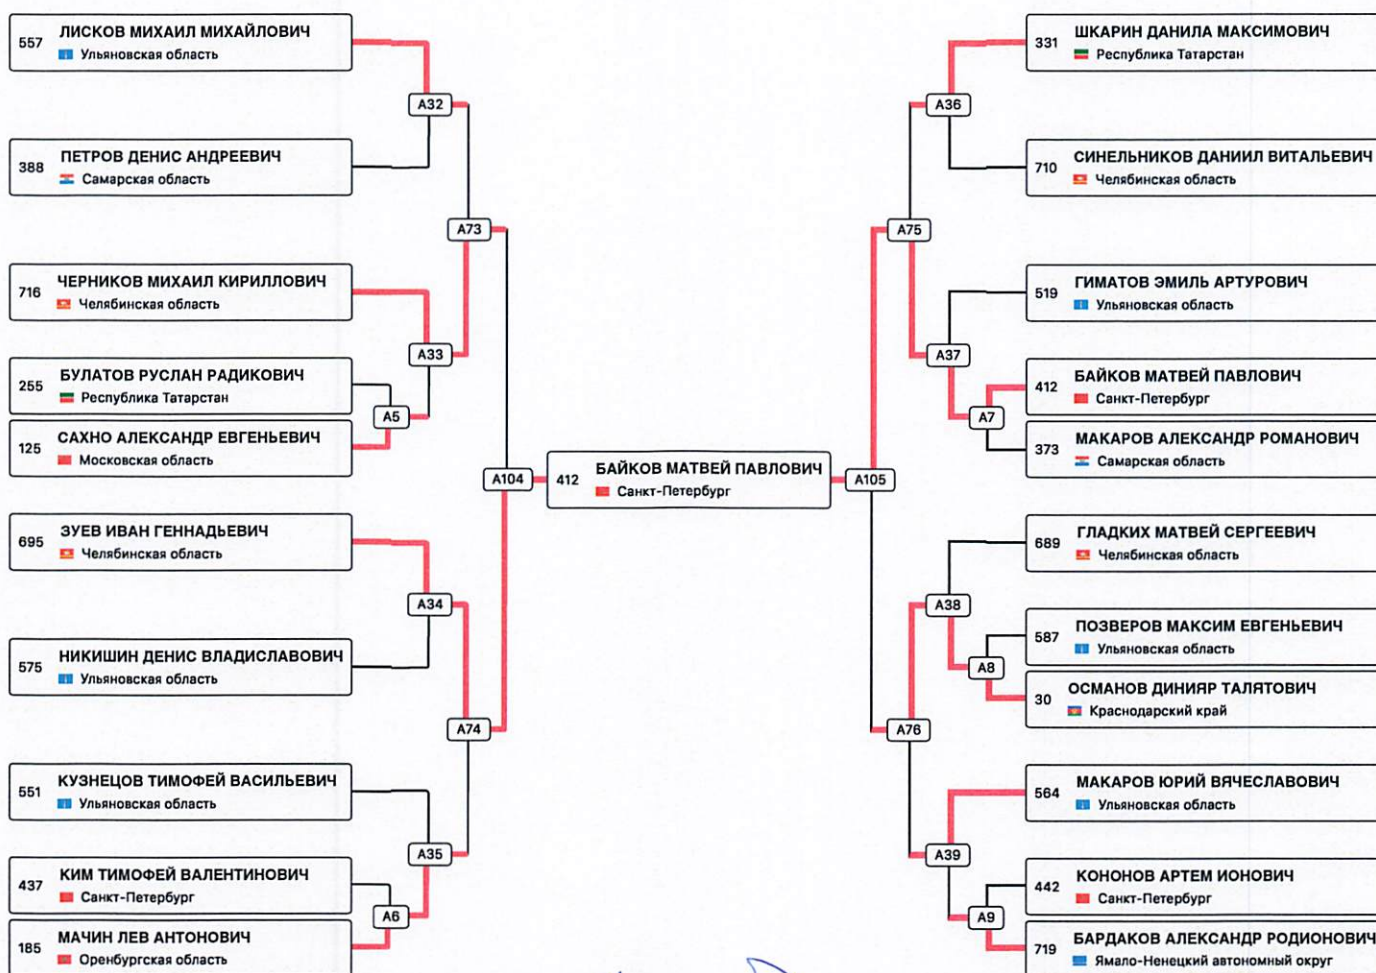 557 ЛИСКОВ МИХАИЛ МИХАЙЛОВИЧ
Ульяновская область
A32
388 ПЕТРОВ ДЕНИС АНДРЕЕВИЧ
Самарская область
A73
716 ЧЕРНИКОВ МИХАИЛ КИРИЛЛОВИЧ
Челябинская область
A33
255 БУЛАТОВ РУСЛАН РАДИКОВИЧ
Республика Татарстан
A5
125 САХНО АЛЕКСАНДР ЕВГЕНЬЕВИЧ
Московская область
A104
695 ЗУЕВ ИВАН ГЕННАДЬЕВИЧ
Челябинская область
A34
575 НИКИШИН ДЕНИС ВЛАДИСЛАВОВИЧ
Ульяновская область
A74
551 КУЗНЕЦОВ ТИМОФЕЙ ВАСИЛЬЕВИЧ
Ульяновская область
A35
437 КИМ ТИМОФЕЙ ВАЛЕНТИНОВИЧ
Санкт-Петербург
A6
185 МАЧИН ЛЕВ АНТОНОВИЧ
Оренбургская область
412 БАЙКОВ МАТВЕЙ ПАВЛОВИЧ
Санкт-Петербург
331 ШКАРИН ДАНИЛА МАКСИМОВИЧ
Республика Татарстан
A36
710 СИНЕЛЬНИКОВ ДАНИИЛ ВИТАЛЬЕВИЧ
Челябинская область
A75
519 ГИМАТОВ ЭМИЛЬ АРТУРОВИЧ
Ульяновская область
A37
412 БАЙКОВ МАТВЕЙ ПАВЛОВИЧ
Санкт-Петербург
A7
373 МАКАРОВ АЛЕКСАНДР РОМАНОВИЧ
Самарская область
A105
689 ГЛАДКИХ МАТВЕЙ СЕРГЕЕВИЧ
Челябинская область
A38
587 ПОЗВЕРОВ МАКСИМ ЕВГЕНЬЕВИЧ
Ульяновская область
A8
30 ОСМАНОВ ДИНИЯР ТАЛЯТОВИЧ
Краснодарский край
A76
564 МАКАРОВ ЮРИЙ ВЯЧЕСЛАВОВИЧ
Ульяновская область
A39
442 КОНОНОВ АРТЕМ ИОНОВИЧ
Санкт-Петербург
A9
719 БАРДАКОВ АЛЕКСАНДР РОДИОНОВИЧ
Ямало-Ненецкий автономный округ